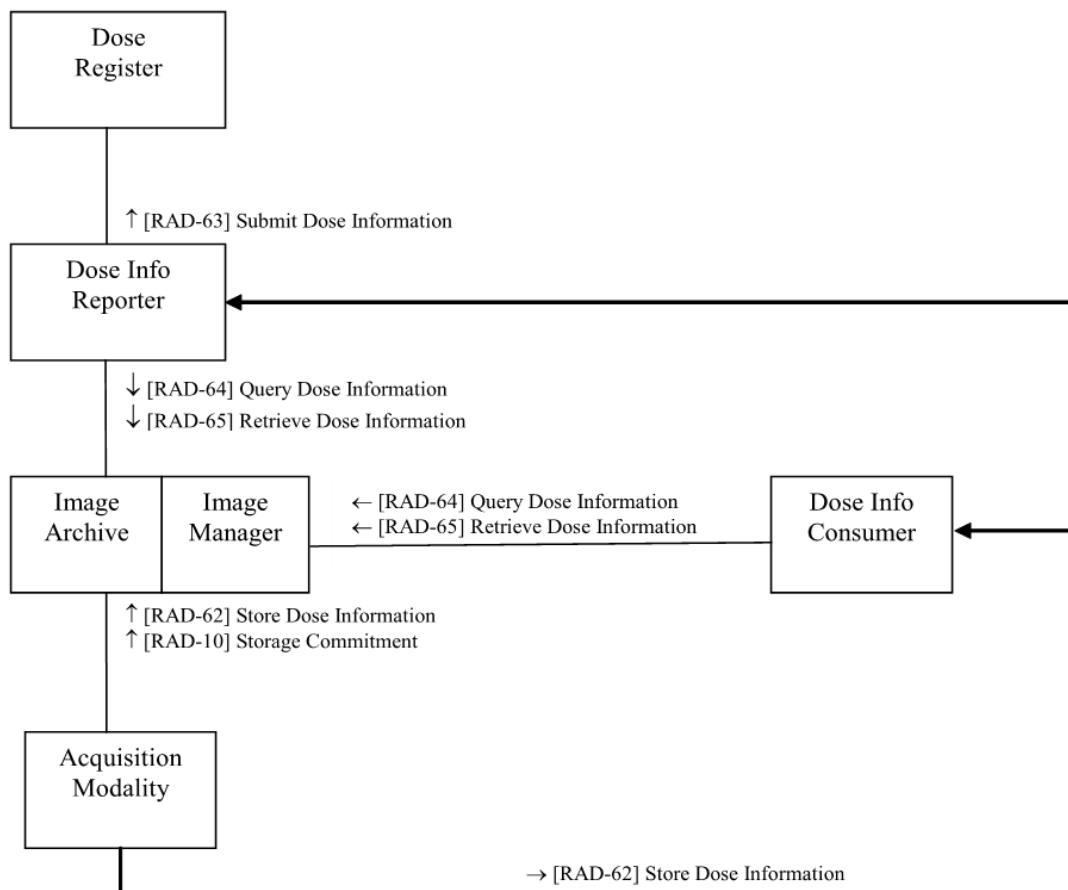 Dose
Register
↑ [RAD-63] Submit Dose Information
Dose Info
Reporter
↓ [RAD-64] Query Dose Information
↓ [RAD-65] Retrieve Dose Information
Image
Archive
Image
Manager
← [RAD-64] Query Dose Information
← [RAD-65] Retrieve Dose Information
Dose Info
Consumer
↑ [RAD-62] Store Dose Information
↑ [RAD-10] Storage Commitment
Acquisition
Modality
→ [RAD-62] Store Dose Information